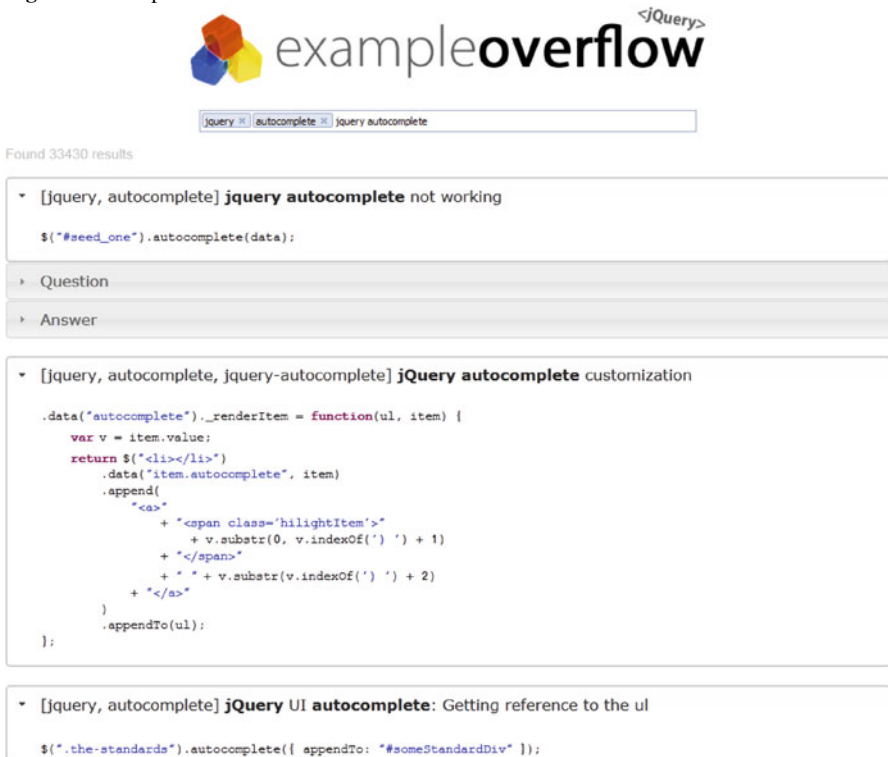 <jQuery>
exampleoverflow
jquery × autocomplete × jquery autocomplete
Found 33430 results
[jquery, autocomplete] jquery autocomplete not working
$("#seed_one").autocomplete(data);
Question
Answer
[jquery, autocomplete, jquery-autocomplete] jQuery autocomplete customization
.data("autocomplete")._renderItem = function(ul, item) {
    var v = item.value;
    return $("<li></li>")
        .data("item.autocomplete", item)
        .append(
            "<a>"
                + "<span class='hilightItem'>"
                    + v.substr(0, v.indexOf(') ') + 1)
                + "</span>"
                + " " + v.substr(v.indexOf(') ') + 2)
            + "</a>"
        )
        .appendTo(ul);
};
[jquery, autocomplete] jQuery UI autocomplete: Getting reference to the ul
$(".the-standards").autocomplete({ appendTo: "#someStandardDiv" });